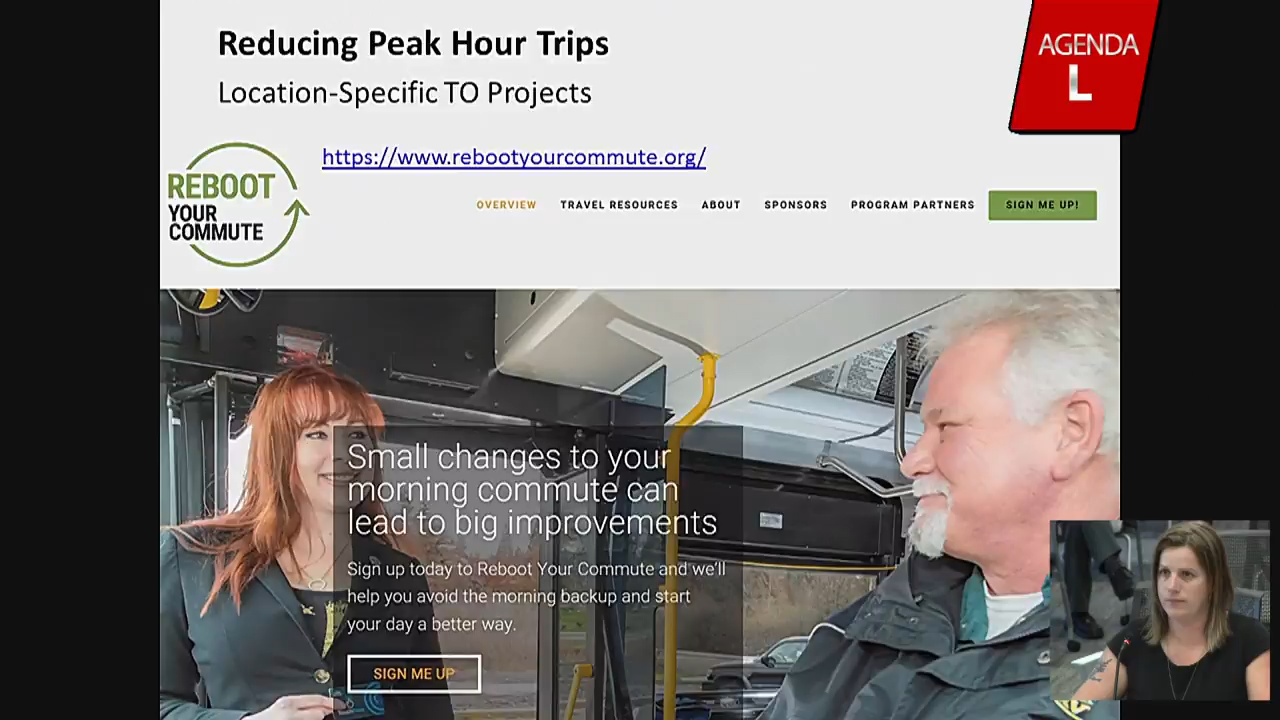 Reducing Peak Hour Trips
Location-Specific TO Projects
AGENDA
L
https://www.rebootyourcommute.org/
REBOOT
YOUR
COMMUTE
OVERVIEW TRAVEL RESOURCES ABOUT SPONSORS PROGRAM PARTNERS SIGN ME UP!
Small changes to your
morning commute can
lead to big improvements
Sign up today to Reboot Your Commute and we'll
help you avoid the morning backup and start
your day a better way.
SIGN ME UP